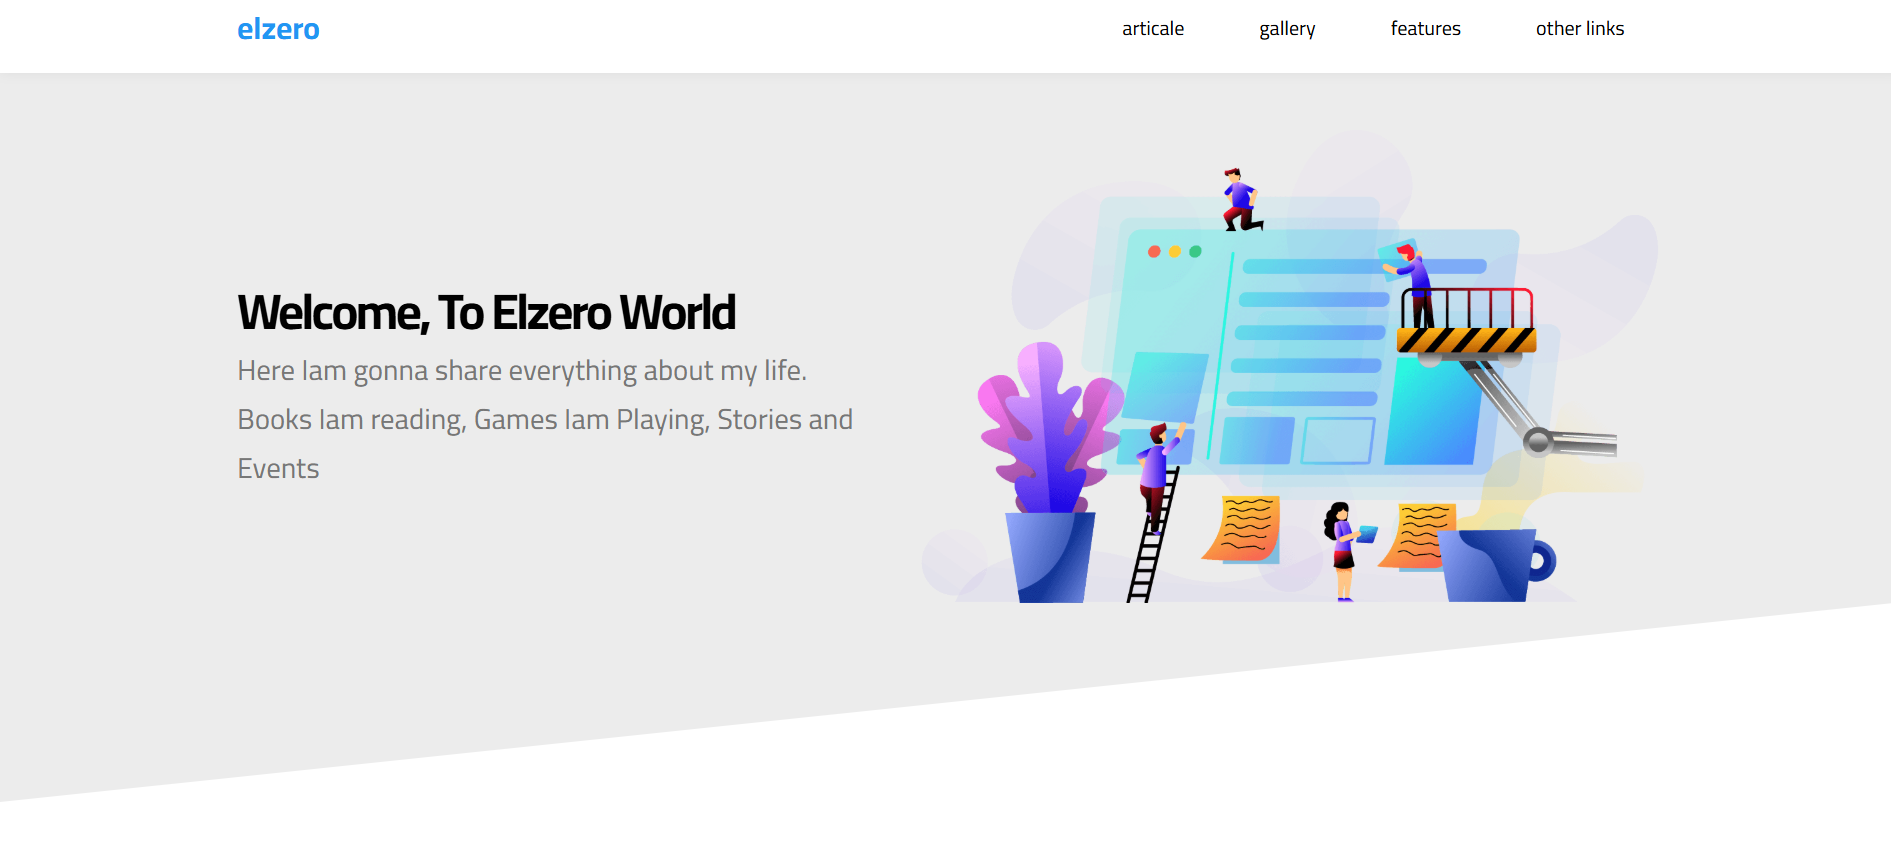 elzero
articale
gallery
features
other links
Welcome, To Elzero World
Here Iam gonna share everything about my life.
Books Iam reading, Games Iam Playing, Stories and
Events